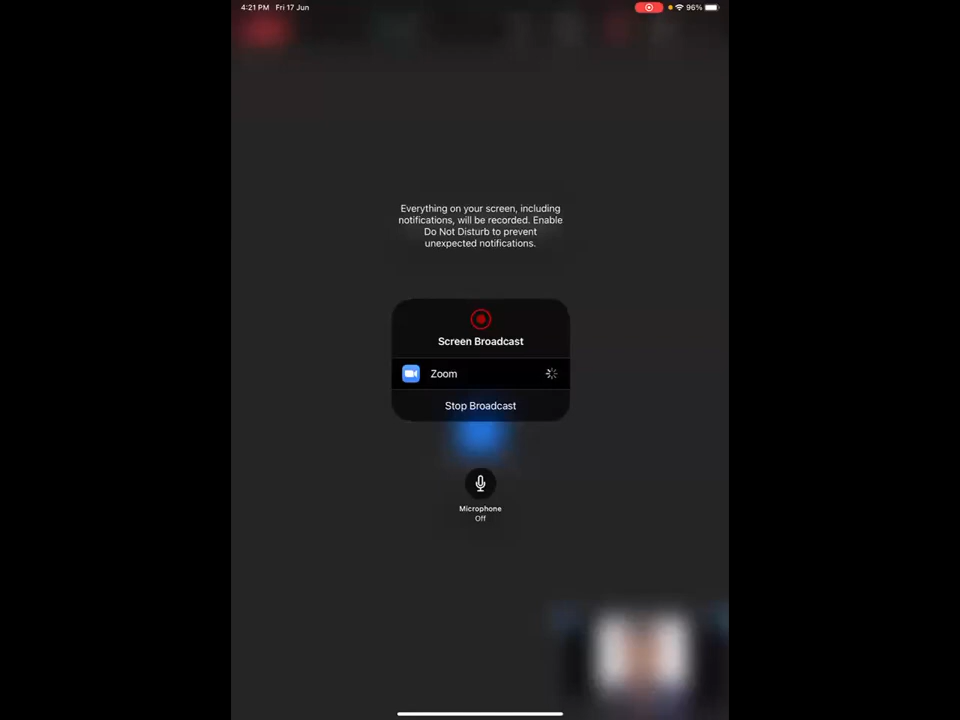 4:21 PM Fri 17 Jun 96%
Everything on your screen, including
notifications, will be recorded. Enable
Do Not Disturb to prevent
unexpected notifications.
Screen Broadcast
Zoom
Stop Broadcast
Microphone
Off